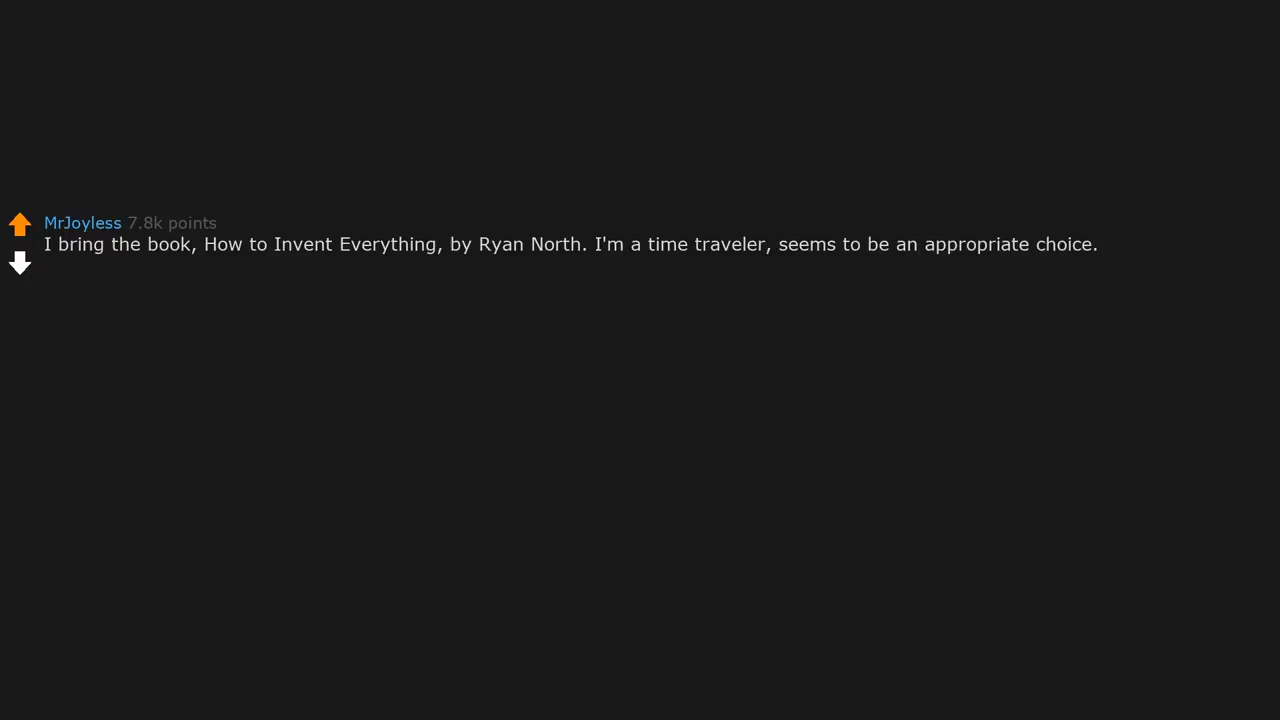 MrJoyless 7.8k points
I bring the book, How to Invent Everything, by Ryan North. I'm a time traveler, seems to be an appropriate choice.